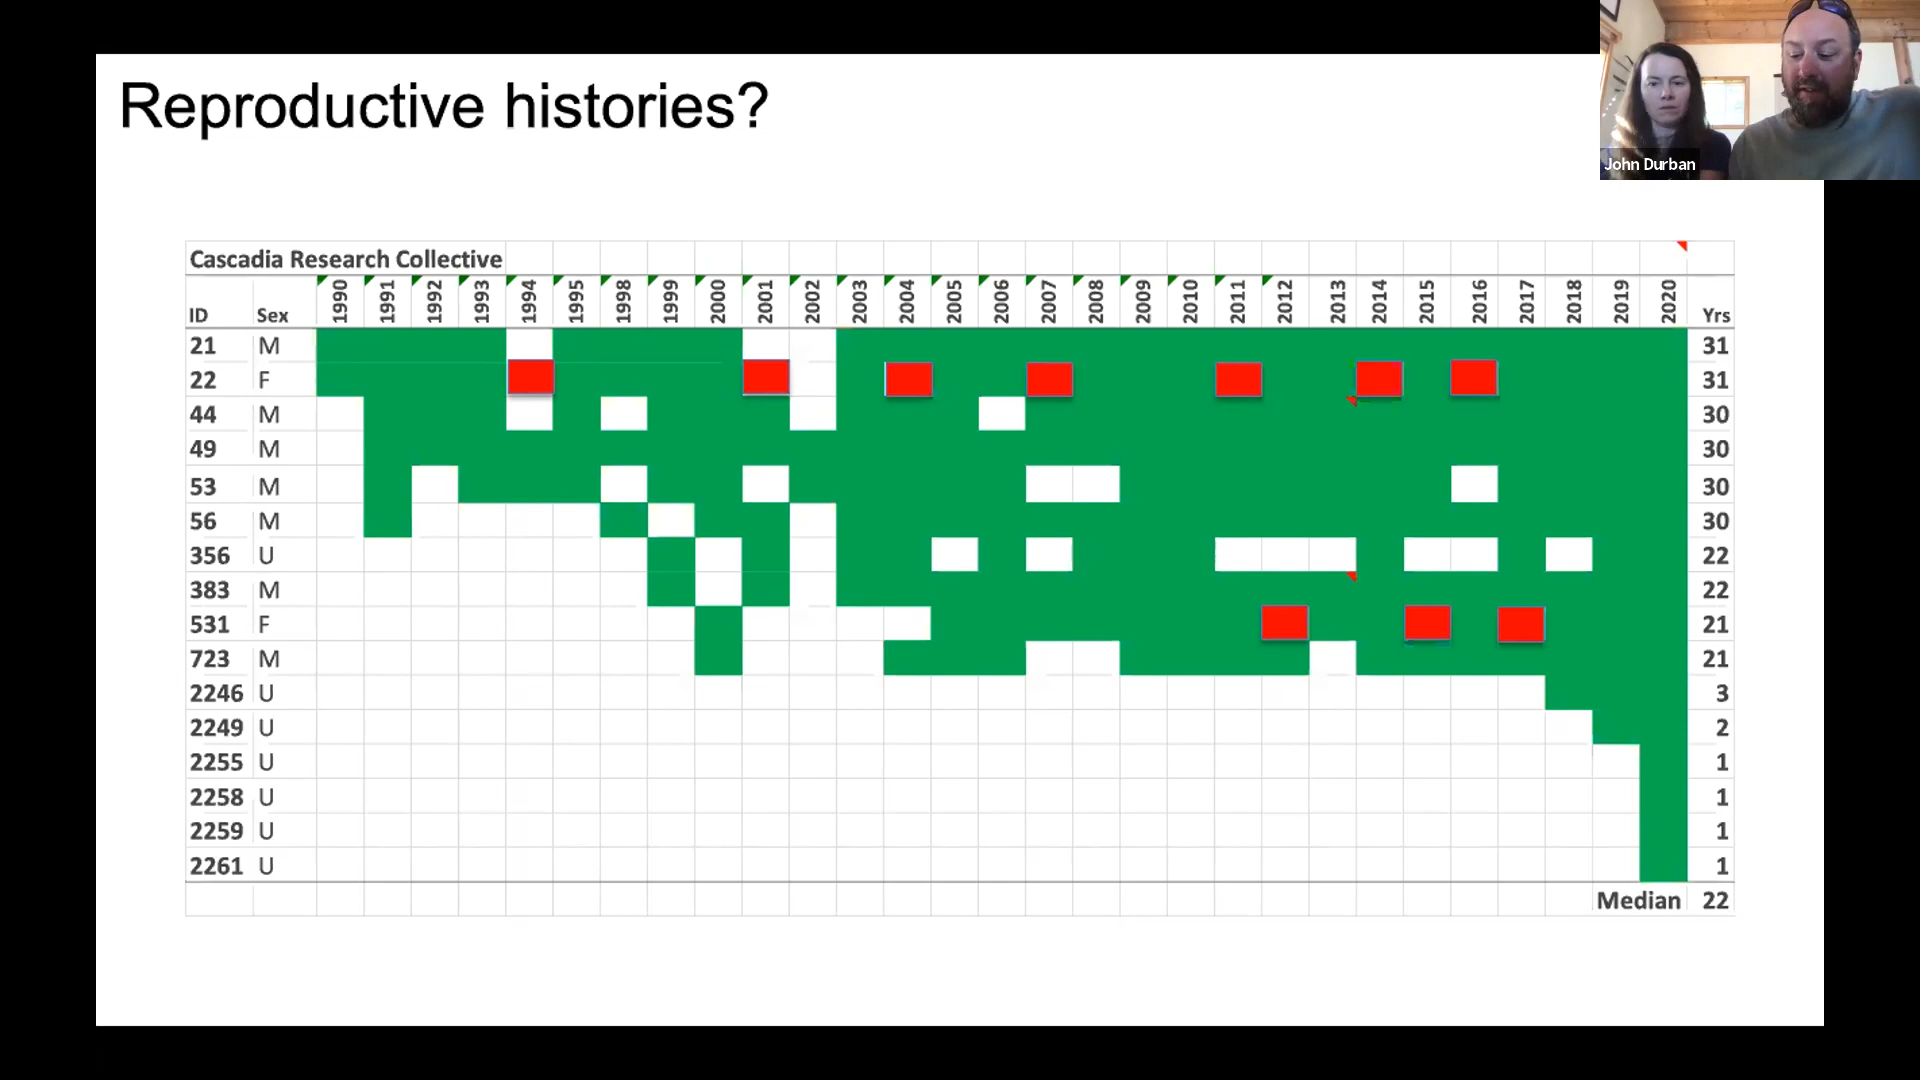 Reproductive histories?
John Durban
Cascadia Research Collective
ID Sex 1990 1991 1992 1993 1994 1995 1998 1999 2000 2001 2002 2003 2004 2005 2006 2007 2008 2009 2010 2011 2012 2013 2014 2015 2016 2017 2018 2019 2020 Yrs
21 M 31
22 F 31
44 M 30
49 M 30
53 M 30
56 M 30
356 U 22
383 M 22
531 F 21
723 M 21
2246 U 3
2249 U 2
2255 U 1
2258 U 1
2259 U 1
2261 U 1
Median 22